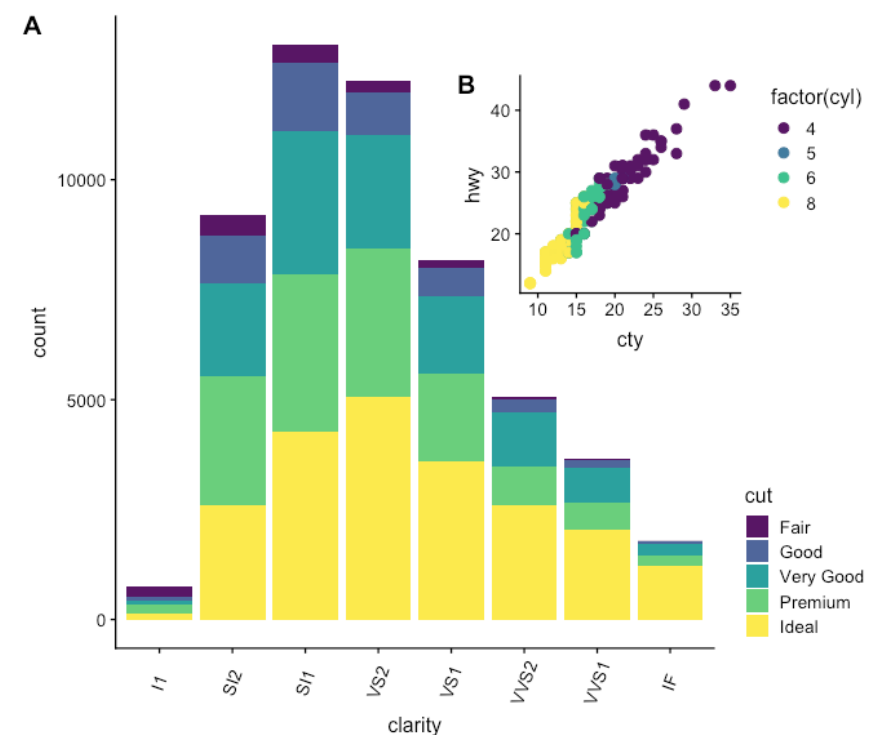 A
B
factor(cyl)
4
5
6
8
40
30
20
hwy
10 15 20 25 30 35
cty
10000
5000
0
count
cut
Fair
Good
Very Good
Premium
Ideal
I1 SI2 SI1 VS2 VS1 VVS2 VVS1 IF
clarity